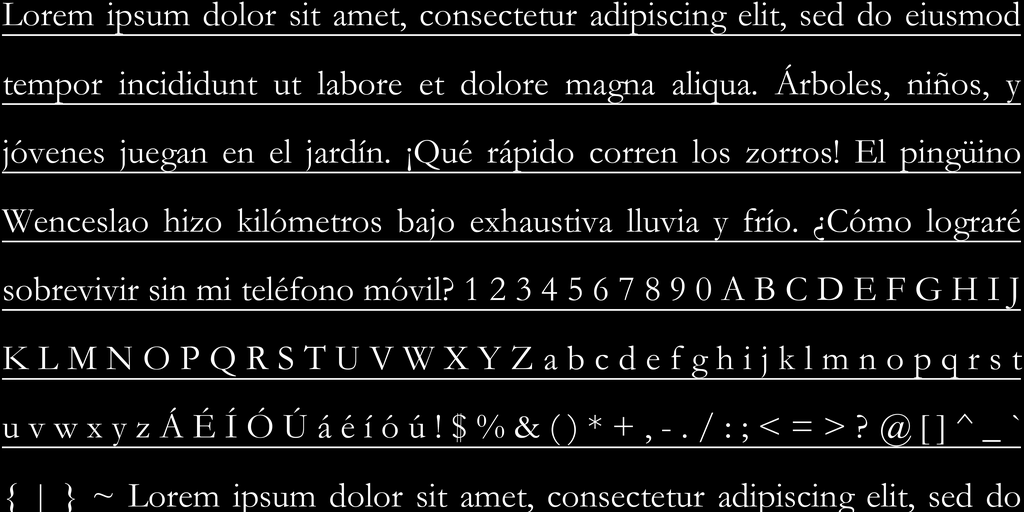 Lorem ipsum dolor sit amet, consectetur adipiscing elit, sed do eiusmod
tempor incididunt ut labore et dolore magna aliqua. Árboles, niños, y
jóvenes juegan en el jardín. ¡Qué rápido corren los zorros! El pingüino
Wenceslao hizo kilómetros bajo exhaustiva lluvia y frío. ¿Cómo lograré
sobrevivir sin mi teléfono móvil? 1 2 3 4 5 6 7 8 9 0 A B C D E F G H I J
K L M N O P Q R S T U V W X Y Z a b c d e f g h i j k l m n o p q r s t
u v w x y z Á É Í Ó Ú á é í ó ú ! $ % & ( ) * + , - . / : ; < = > ? @ [ ] ^ _ `
{ | } ~ Lorem ipsum dolor sit amet, consectetur adipiscing elit, sed do